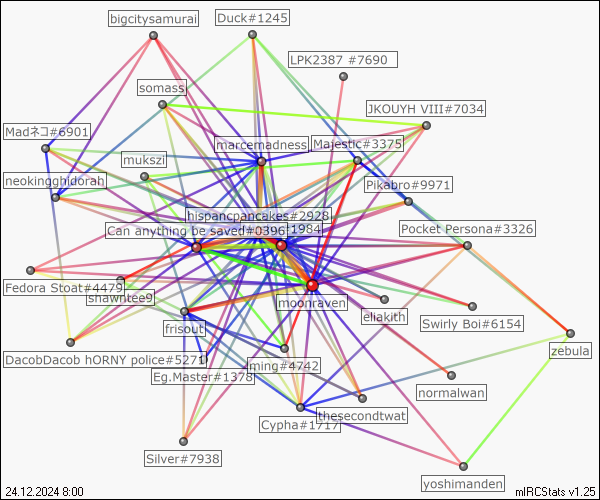 bigcitysamurai
Duck#1245
LPK2387 #7690
somass
JKOUYH VIII#7034
Madネコ#6901
marcemadness
Majestic#3375
mukszi
neokingghidorah
Pikabro#9971
hispancpancakes#2928
Can anything be saved#0396
1984
Pocket Persona#3326
Fedora Stoat#4479
shawntee9
moonraven
eliakith
Swirly Boi#6154
frisout
zebula
DacobDacob hORNY police#5271
ming#4742
Eg.Master#1378
normalwan
thesecondtwat
Cypha#1717
Silver#7938
yoshimanden
24.12.2024 8:00
mIRCStats v1.25